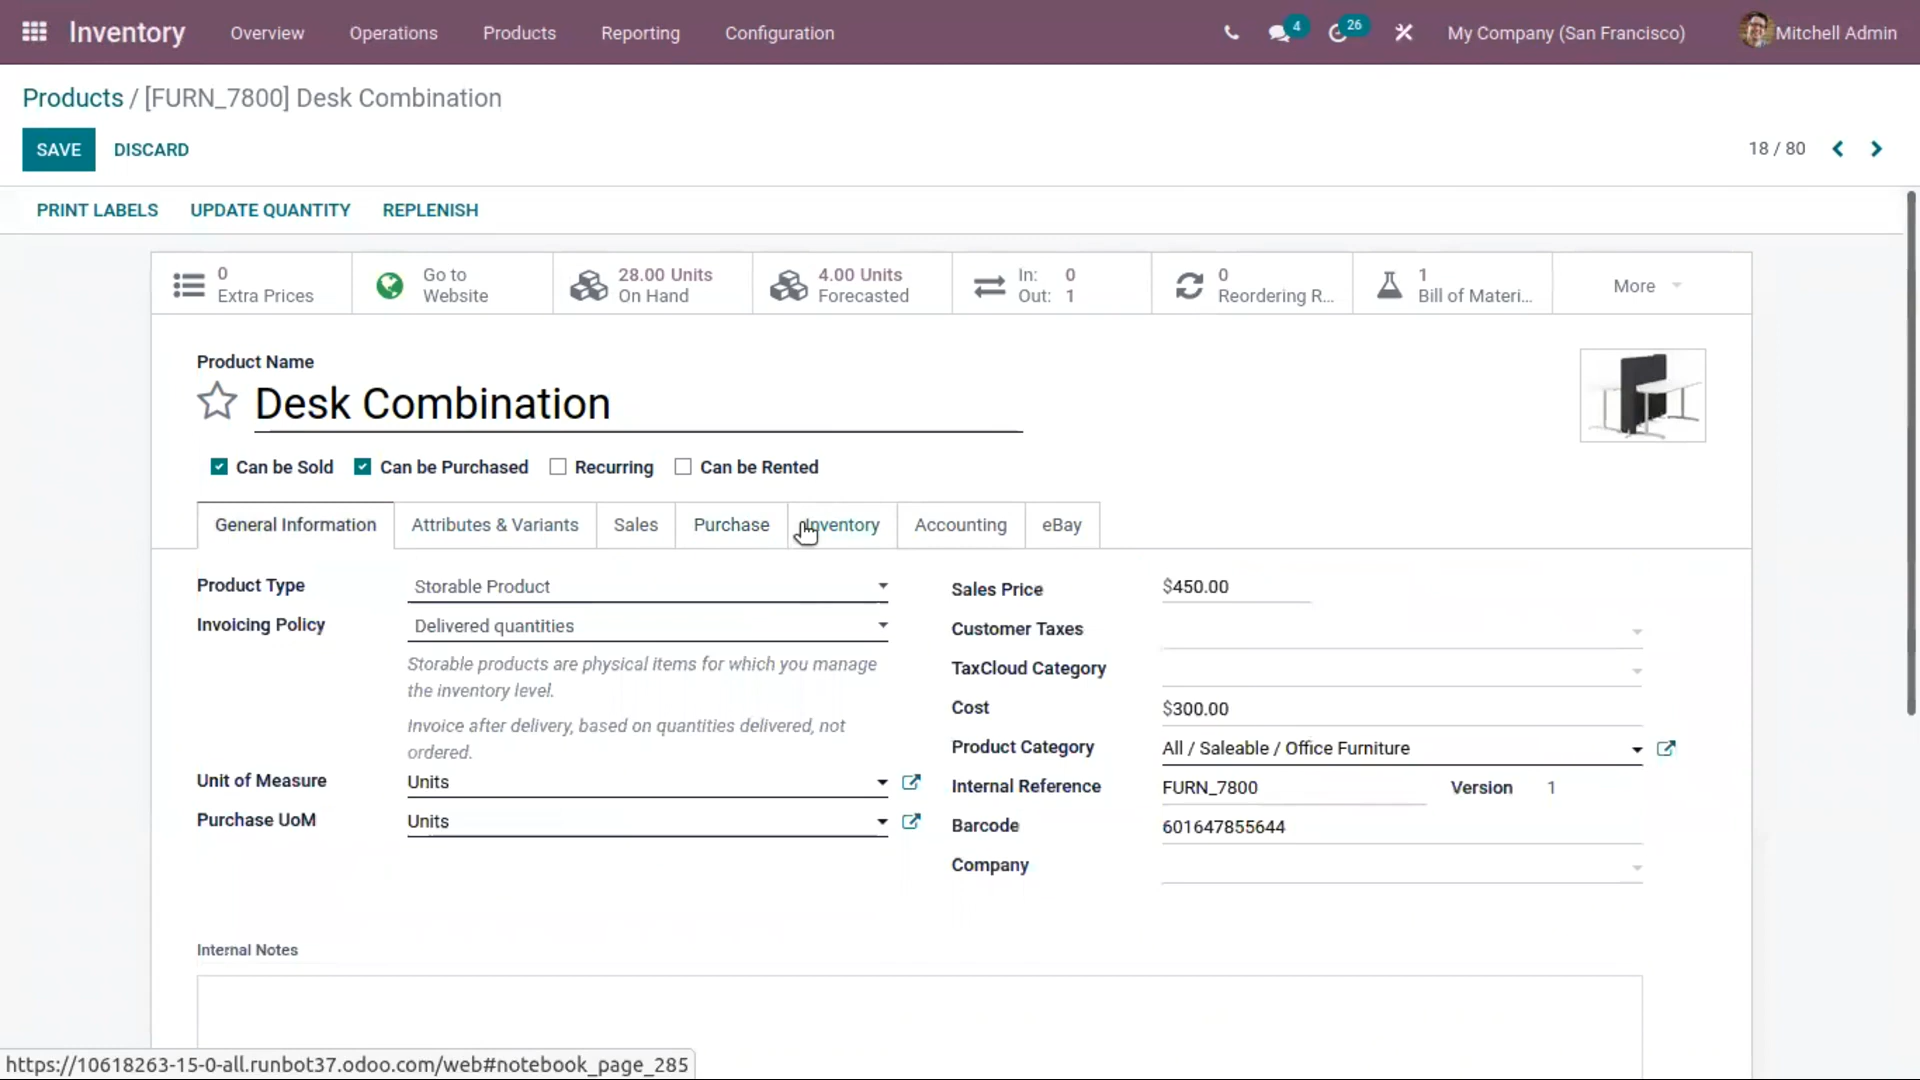 Inventory Overview Operations Products Reporting Configuration 4 26 My Company (San Francisco) Mitchell Admin
Products / [FURN_7800] Desk Combination
SAVE DISCARD 18 / 80
PRINT LABELS UPDATE QUANTITY REPLENISH
0 Extra Prices
Go to Website
28.00 Units On Hand
4.00 Units Forecasted
In: 0
Out: 1
0 Reordering R...
1 Bill of Materi...
More
Product Name
Desk Combination
Can be Sold Can be Purchased Recurring Can be Rented
General Information Attributes & Variants Sales Purchase Inventory Accounting eBay
Product Type Storable Product
Invoicing Policy Delivered quantities
Storable products are physical items for which you manage
the inventory level.
Invoice after delivery, based on quantities delivered, not
ordered.
Unit of Measure Units
Purchase UoM Units
Sales Price $450.00
Customer Taxes
TaxCloud Category
Cost $300.00
Product Category All / Saleable / Office Furniture
Internal Reference FURN_7800 Version 1
Barcode 601647855644
Company
Internal Notes
https://10618263-15-0-all.runbot37.odoo.com/web#notebook_page_285